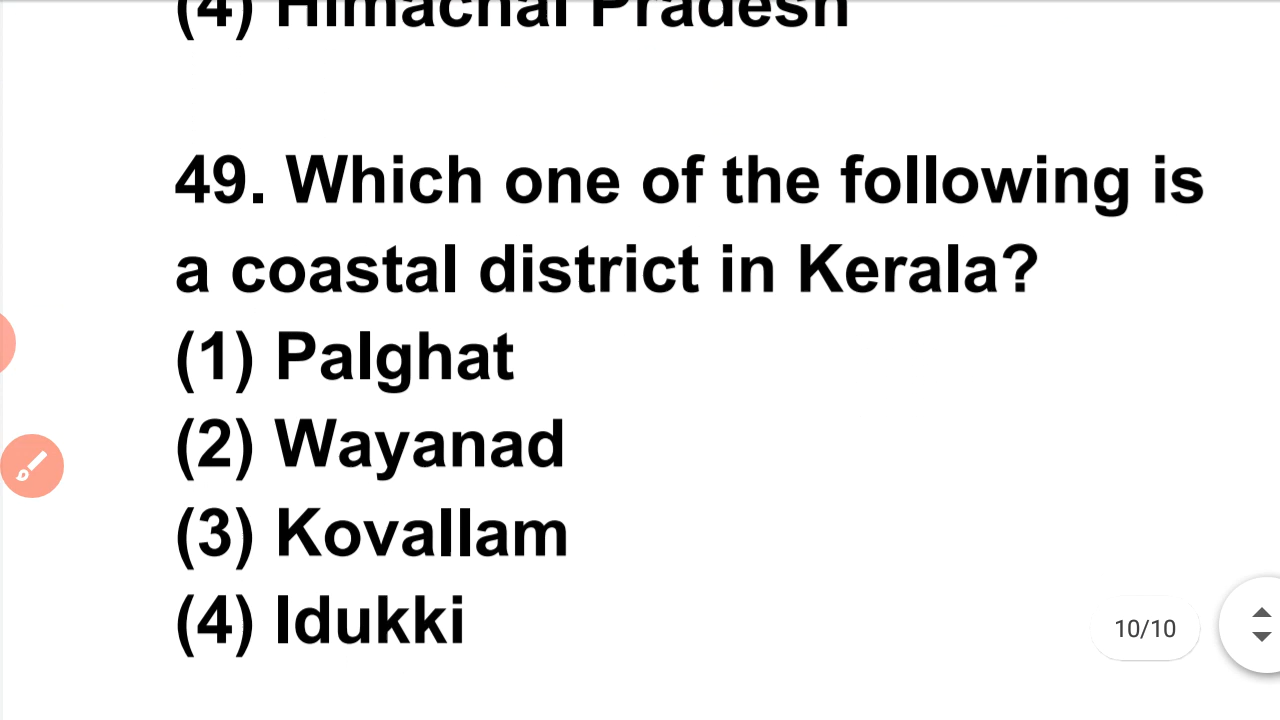 (4) Himachal Pradesh
49. Which one of the following is
a coastal district in Kerala?
(1) Palghat
(2) Wayanad
(3) Kovallam
(4) Idukki
10/10